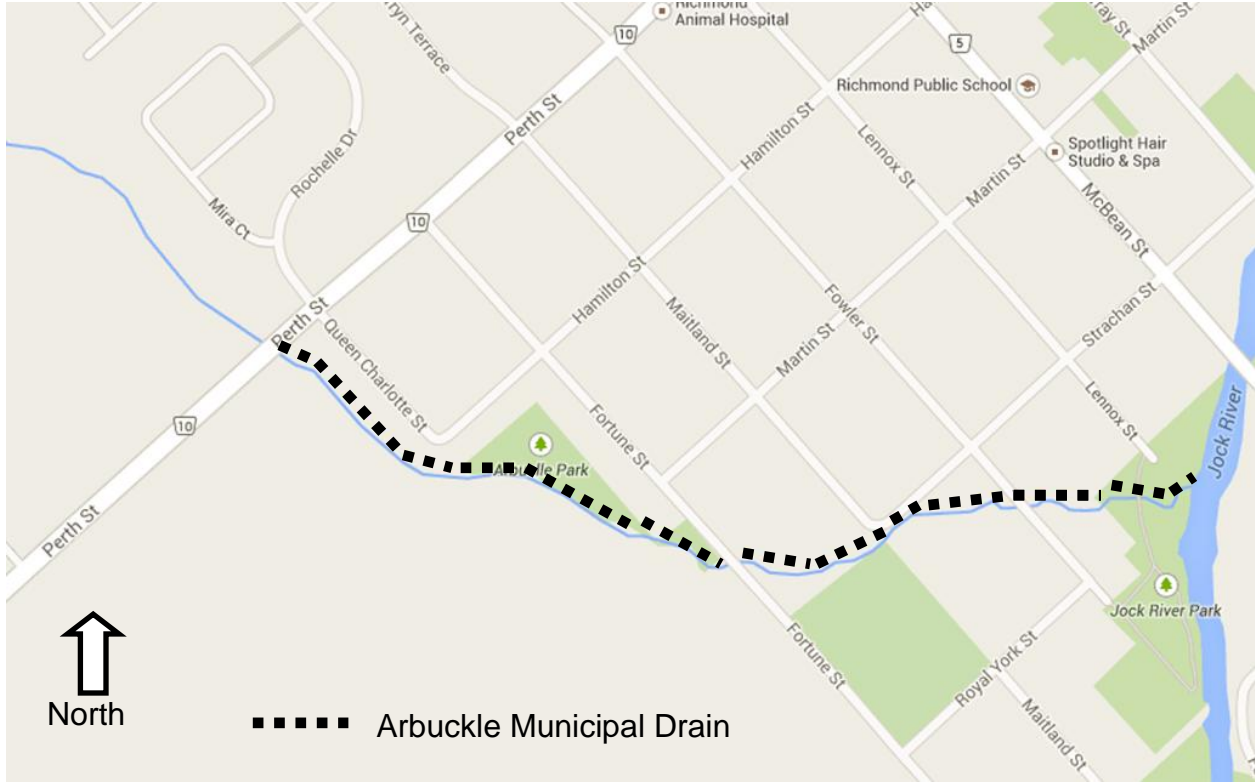 Richmond
Animal Hospital
10
5
Martin St
Terrace
Perth St
Richmond Public School
Spotlight Hair
Studio & Spa
Rochelle Dr
Hamilton St
Lennox St
Martin St
McBean St
Mira Ct
10
Hamilton St
Maitland St
Fowler St
Martin St
Strachan St
Perth St
Queen Charlotte St
Lennox St
Jock River
10
Fortune St
Perth St
Jock River Park
Fortune St
Royal York St
Maitland St
North
Arbuckle Municipal Drain